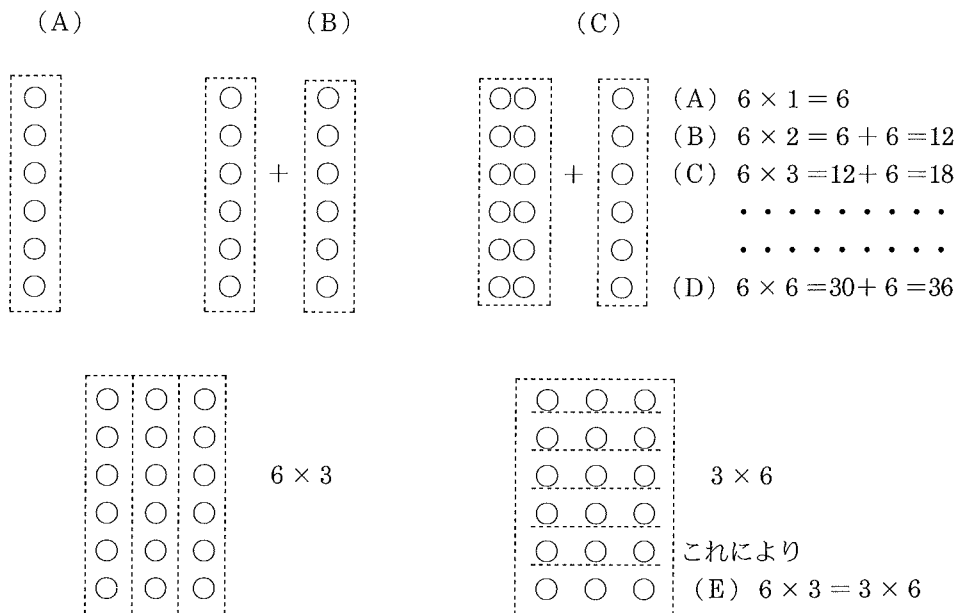 (A) (B) (C)
+ + (A) 6 × 1 = 6
(B) 6 × 2 = 6 + 6 = 12
(C) 6 × 3 = 12 + 6 = 18
・・・・・・・・・
・・・・・・・・・
(D) 6 × 6 = 30 + 6 = 36
6 × 3
3 × 6
これにより
(E) 6 × 3 = 3 × 6